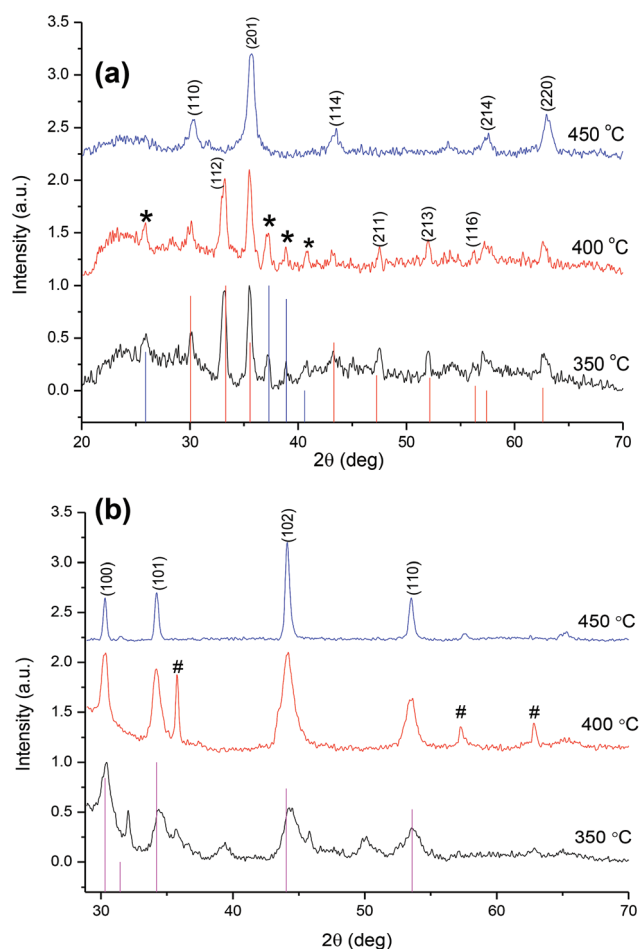 (a)
(110)
(201)
(114)
(214)
(220)
450 °C
(112)
*
*
*
*
(211)
(213)
(116)
400 °C
350 °C
3.5
3.0
2.5
2.0
1.5
1.0
0.5
0.0
Intensity (a.u.)
20 30 40 50 60 70
2θ (deg)
(b)
(100)
(101)
(102)
(110)
450 °C
#
#
#
400 °C
350 °C
3.5
3.0
2.5
2.0
1.5
1.0
0.5
0.0
Intensity (a.u.)
30 40 50 60 70
2θ (deg)